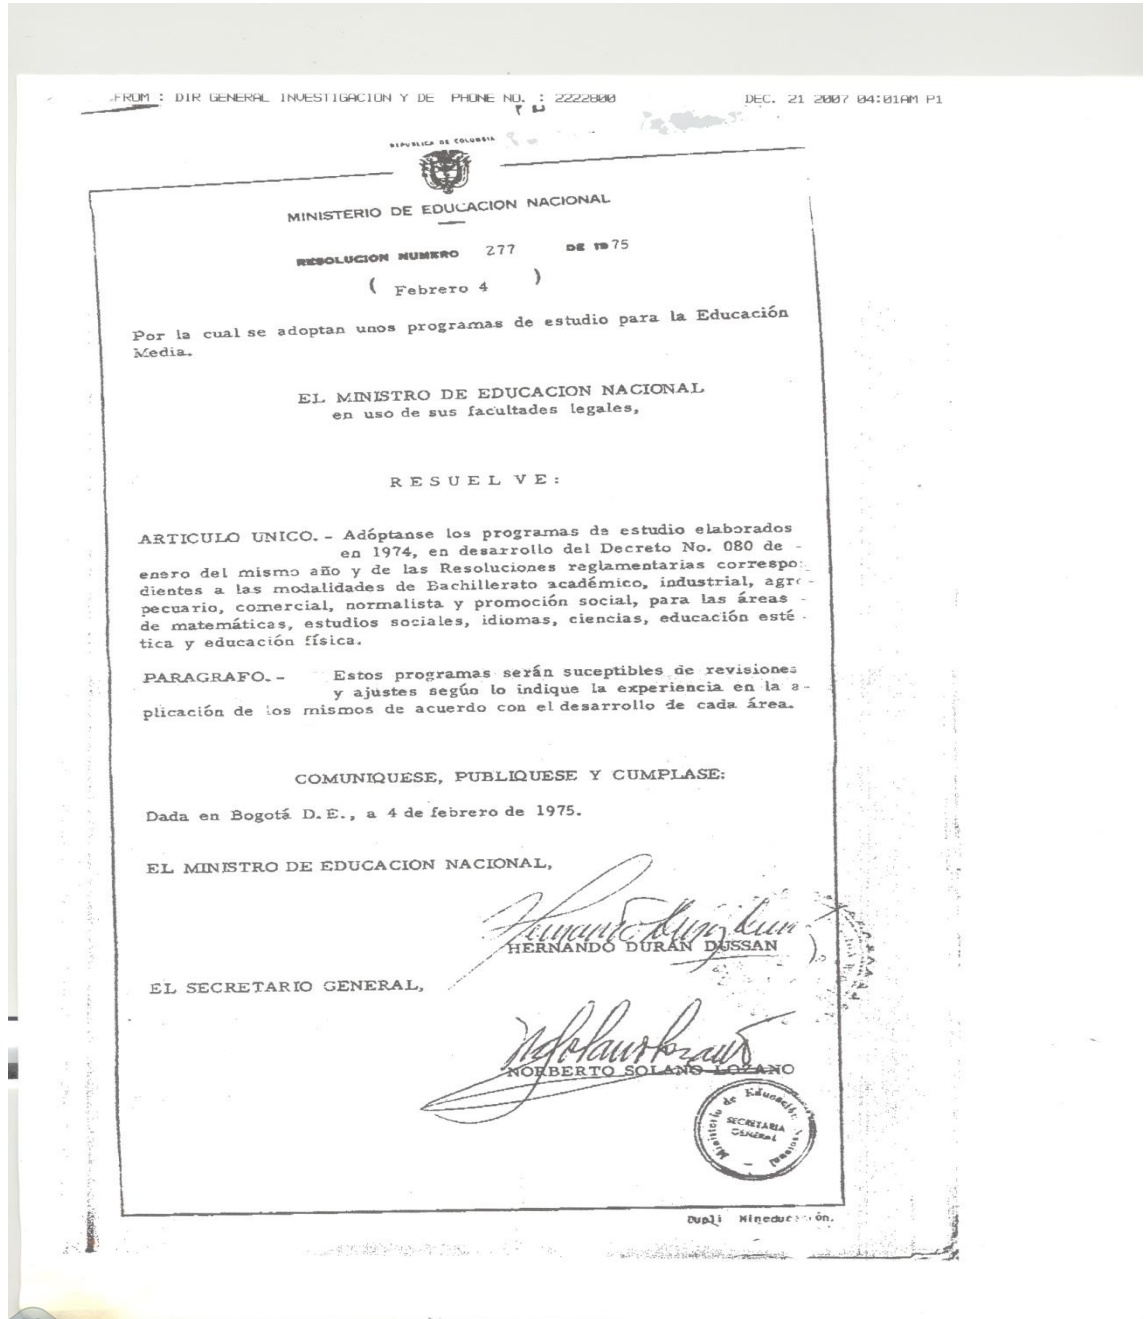 FROM : DIR GENERAL INVESTIGACION Y DE PHONE NO. : 2222800 DEC. 21 2007 04:01AM P1
REPUBLICA DE COLOMBIA
MINISTERIO DE EDUCACION NACIONAL
RESOLUCION NUMERO 277 DE 1975
( Febrero 4 )
Por la cual se adoptan unos programas de estudio para la Educación
Media.
EL MINISTRO DE EDUCACION NACIONAL
en uso de sus facultades legales,
RESUELVE:
ARTICULO UNICO.- Adóptanse los programas de estudio elaborados
en 1974, en desarrollo del Decreto No. 080 de -
enero del mismo año y de las Resoluciones reglamentarias correspon
dientes a las modalidades de Bachillerato académico, industrial, agro-
pecuario, comercial, normalista y promoción social, para las áreas -
de matemáticas, estudios sociales, idiomas, ciencias, educación esté-
tica y educación física.
PARAGRAFO.- Estos programas serán suceptibles de revisiones
y ajustes según lo indique la experiencia en la a-
plicación de los mismos de acuerdo con el desarrollo de cada área.
COMUNIQUESE, PUBLIQUESE Y CUMPLASE:
Dada en Bogotá D.E., a 4 de febrero de 1975.
EL MINISTRO DE EDUCACION NACIONAL,
HERNANDO DURAN DUSSAN
EL SECRETARIO GENERAL,
NORBERTO SOLANO LOZANO
Ministerio de Educación Nacional
SECRETARIA
GENERAL
Dupli Mineducación.